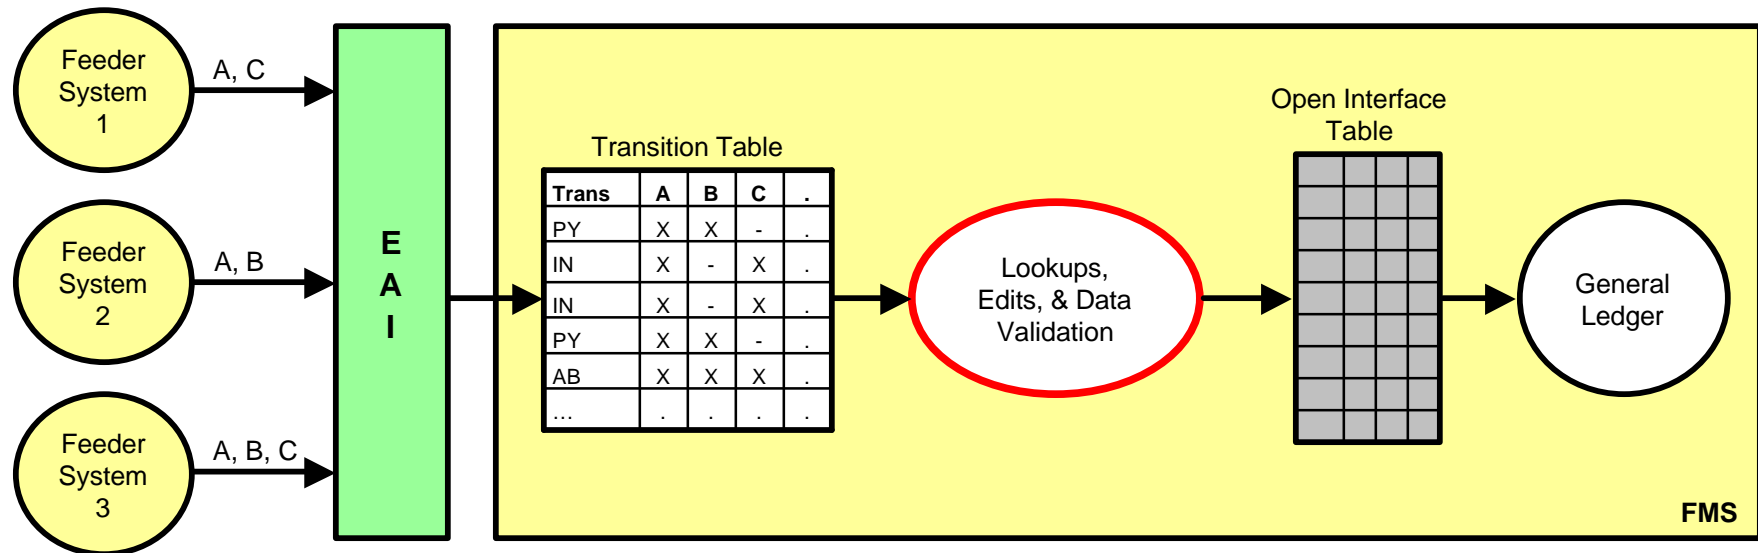 Feeder
System
1
A, C
Feeder
System
2
A, B
Feeder
System
3
A, B, C
E
A
I
Transition Table
Trans A B C .
PY X X - .
IN X - X .
IN X - X .
PY X X - .
AB X X X .
... . . . .
Lookups,
Edits, & Data
Validation
Open Interface
Table
General
Ledger
FMS